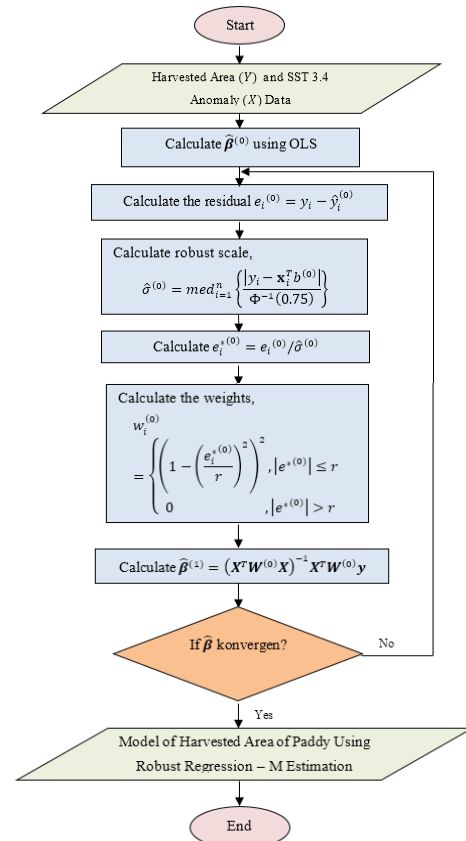 Start
Harvested Area (Y) and SST 3.4
Anomaly (X) Data
Calculate β̂⁽⁰⁾ using OLS
Calculate the residual eᵢ⁽⁰⁾ = yᵢ − ŷᵢ⁽⁰⁾
Calculate robust scale,
σ̂⁽⁰⁾ = medⁿᵢ₌₁ {|yᵢ − xᵢᵀb⁽⁰⁾| / Φ⁻¹(0.75)}
Calculate eᵢ*⁽⁰⁾ = eᵢ⁽⁰⁾/σ̂⁽⁰⁾
Calculate the weights,
wᵢ⁽⁰⁾
= {(1 − (eᵢ*⁽⁰⁾/r)²)² ,|e*⁽⁰⁾| ≤ r
0 ,|e*⁽⁰⁾| > r
Calculate β̂⁽¹⁾ = (XᵀW⁽⁰⁾X)⁻¹XᵀW⁽⁰⁾y
If β̂ konvergen?
No
Yes
Model of Harvested Area of Paddy Using
Robust Regression – M Estimation
End